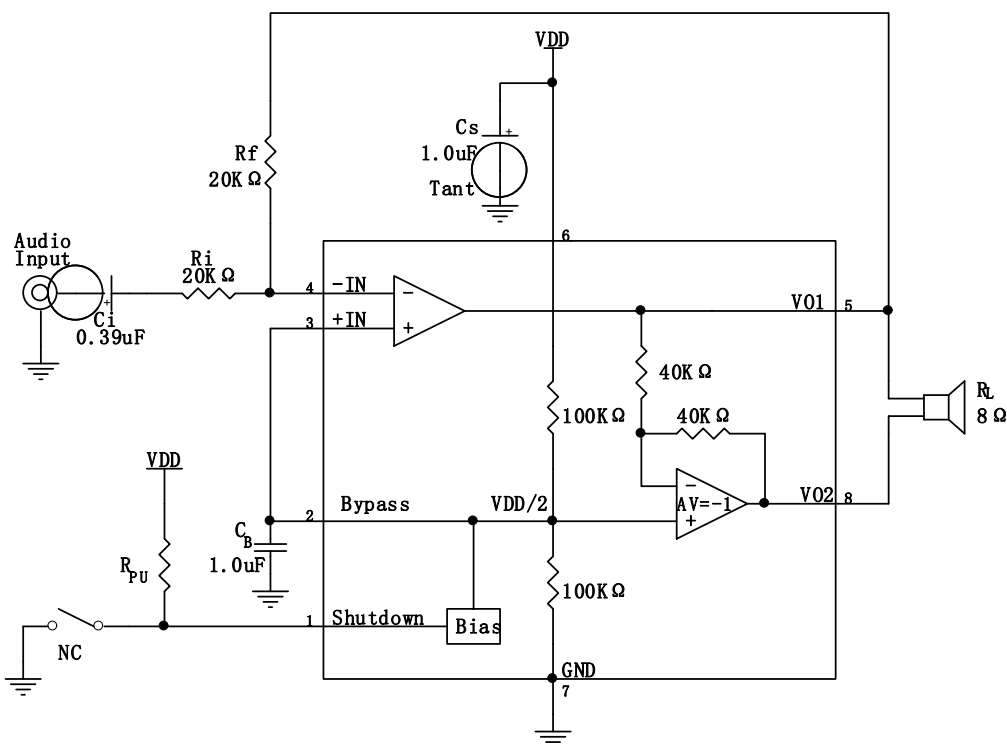 VDD
Cs
+
1.0uF
Tant
Rf
20KΩ
6
Audio
Input
Ri
20KΩ
4
-IN
-
+
Ci
0.39uF
3
+IN
+
VO1
5
40KΩ
100KΩ
40KΩ
RL
8Ω
VDD
2
Bypass
VDD/2
-
AV=-1
+
VO2
8
CB
1.0uF
RPU
100KΩ
1
Shutdown
Bias
NC
GND
7